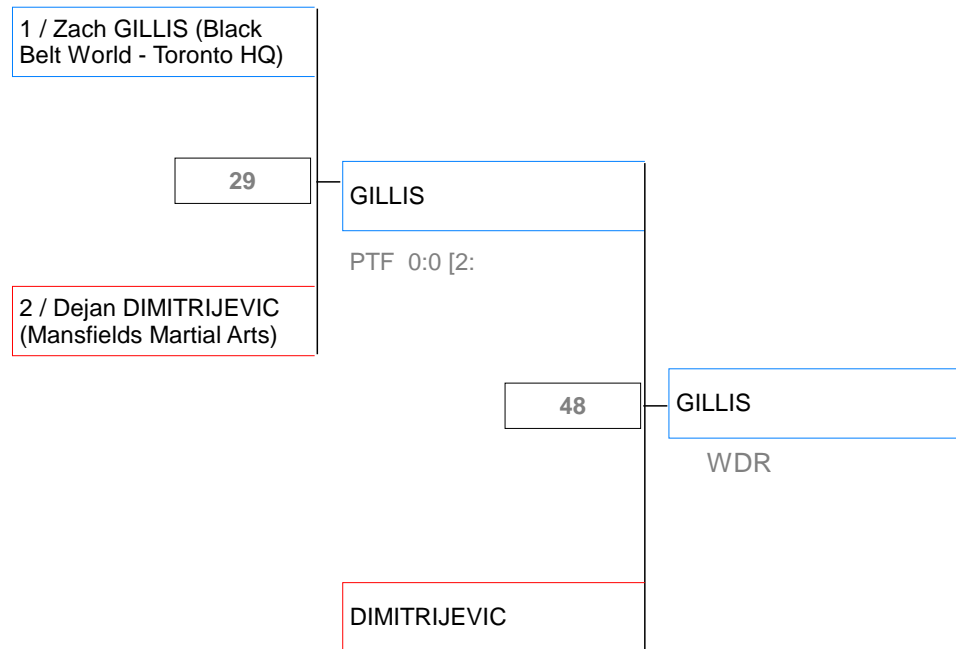 1 / Zach GILLIS (Black
Belt World - Toronto HQ)
29
GILLIS
PTF  0:0 [2:
2 / Dejan DIMITRIJEVIC
(Mansfields Martial Arts)
48
GILLIS
WDR
DIMITRIJEVIC